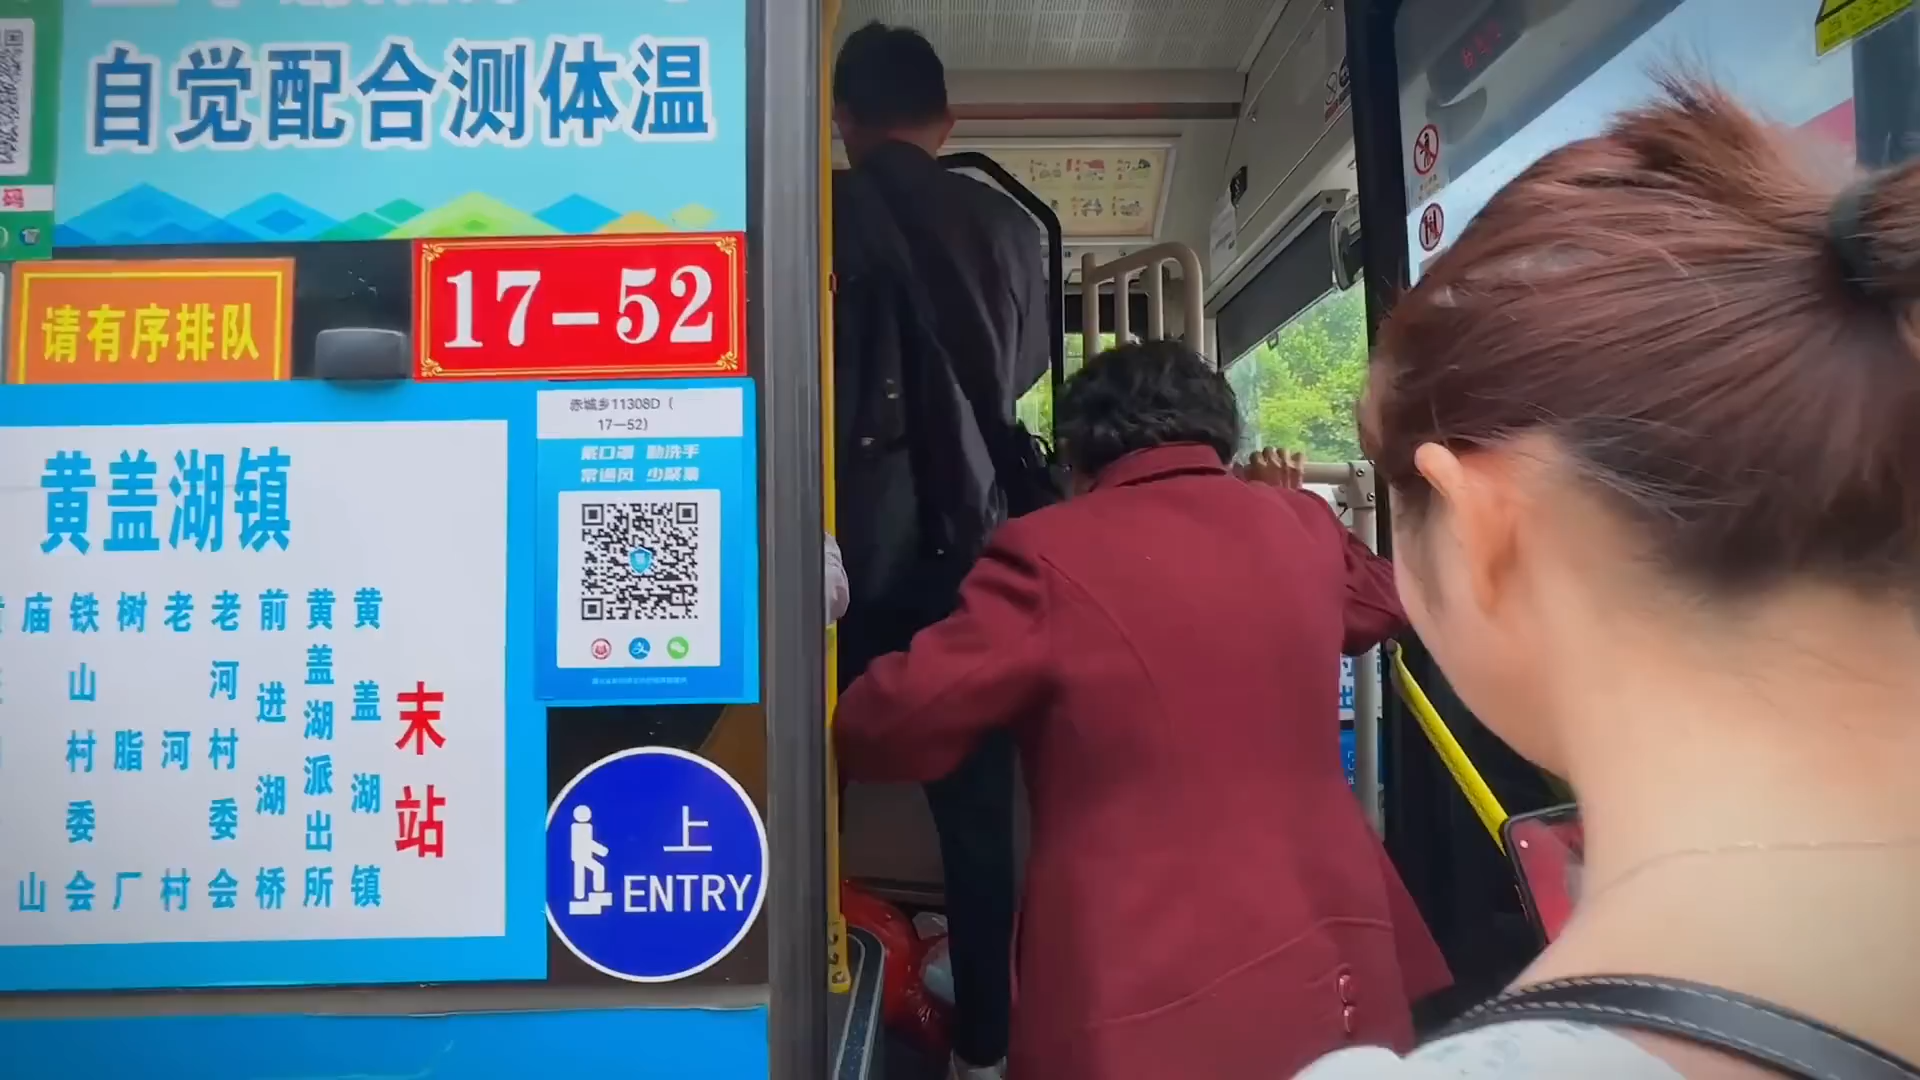 自觉配合测体温
请有序排队
17-52
赤城乡11308D（
17—52）
戴口罩 勤洗手
常通风 少聚集
黄盖湖镇
庙山
铁山村委会
树脂厂
老河村
老河村委会
前进湖桥
黄盖湖派出所
黄盖湖镇
末站
上
ENTRY